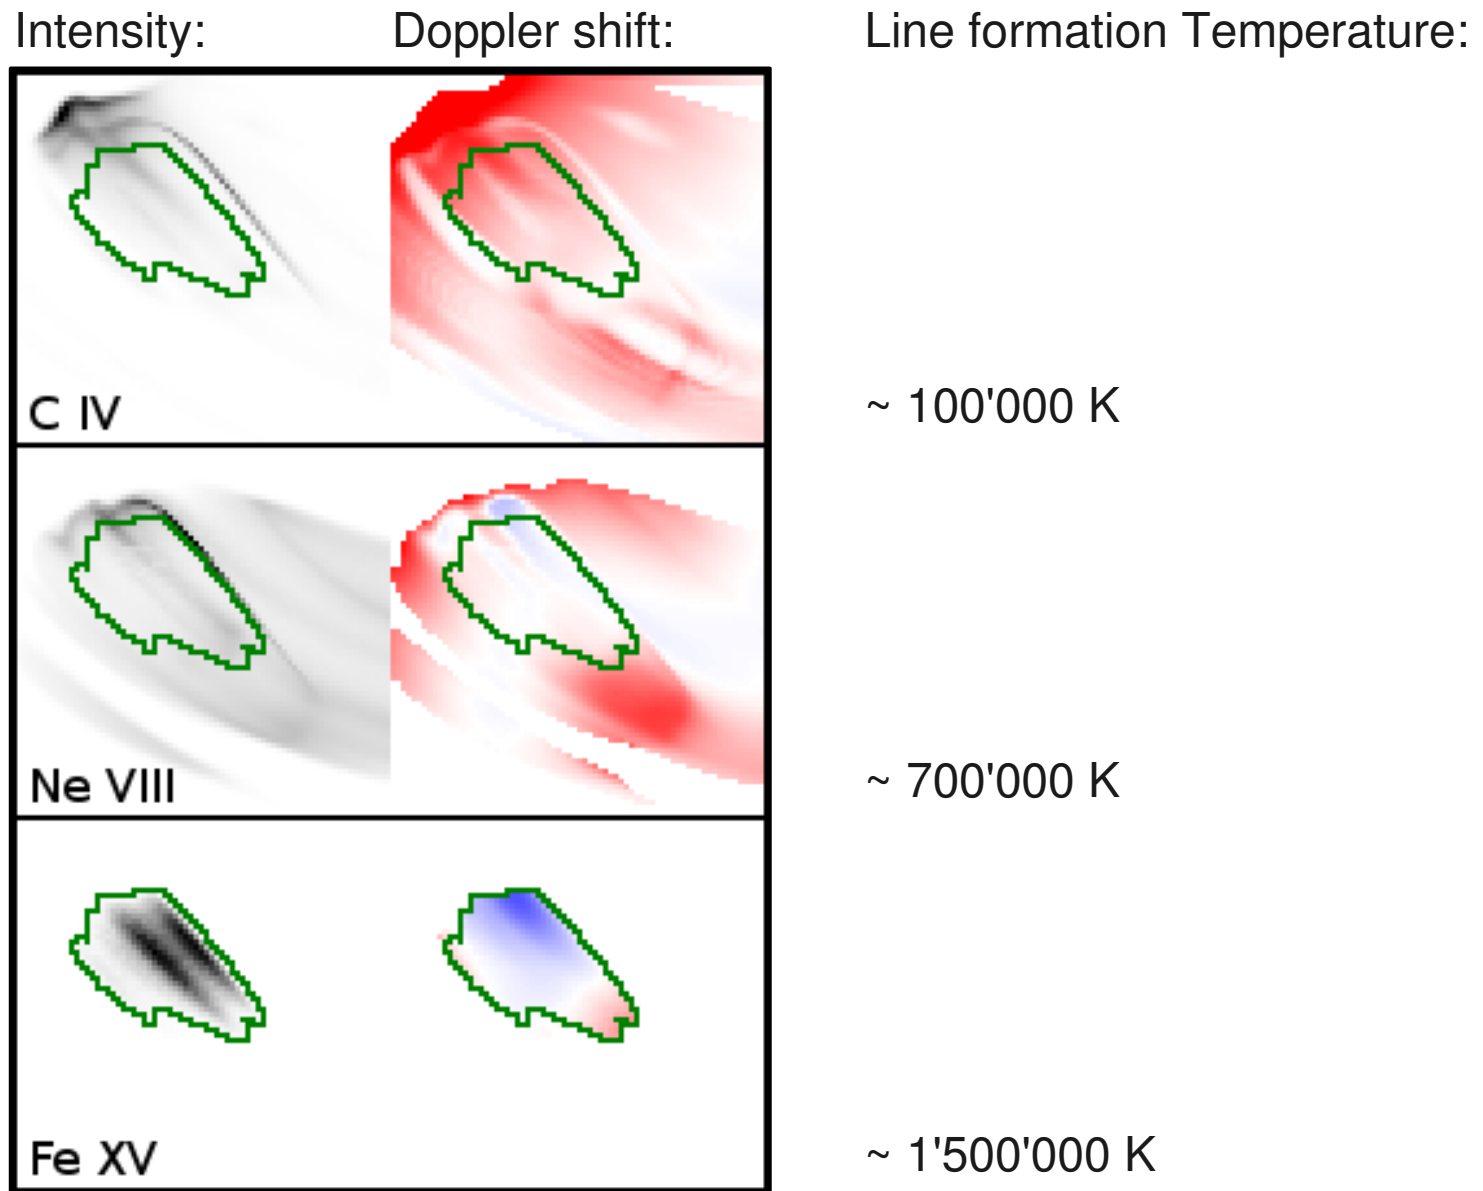 Intensity: Doppler shift: Line formation Temperature:
C IV ~ 100'000 K
Ne VIII ~ 700'000 K
Fe XV ~ 1'500'000 K